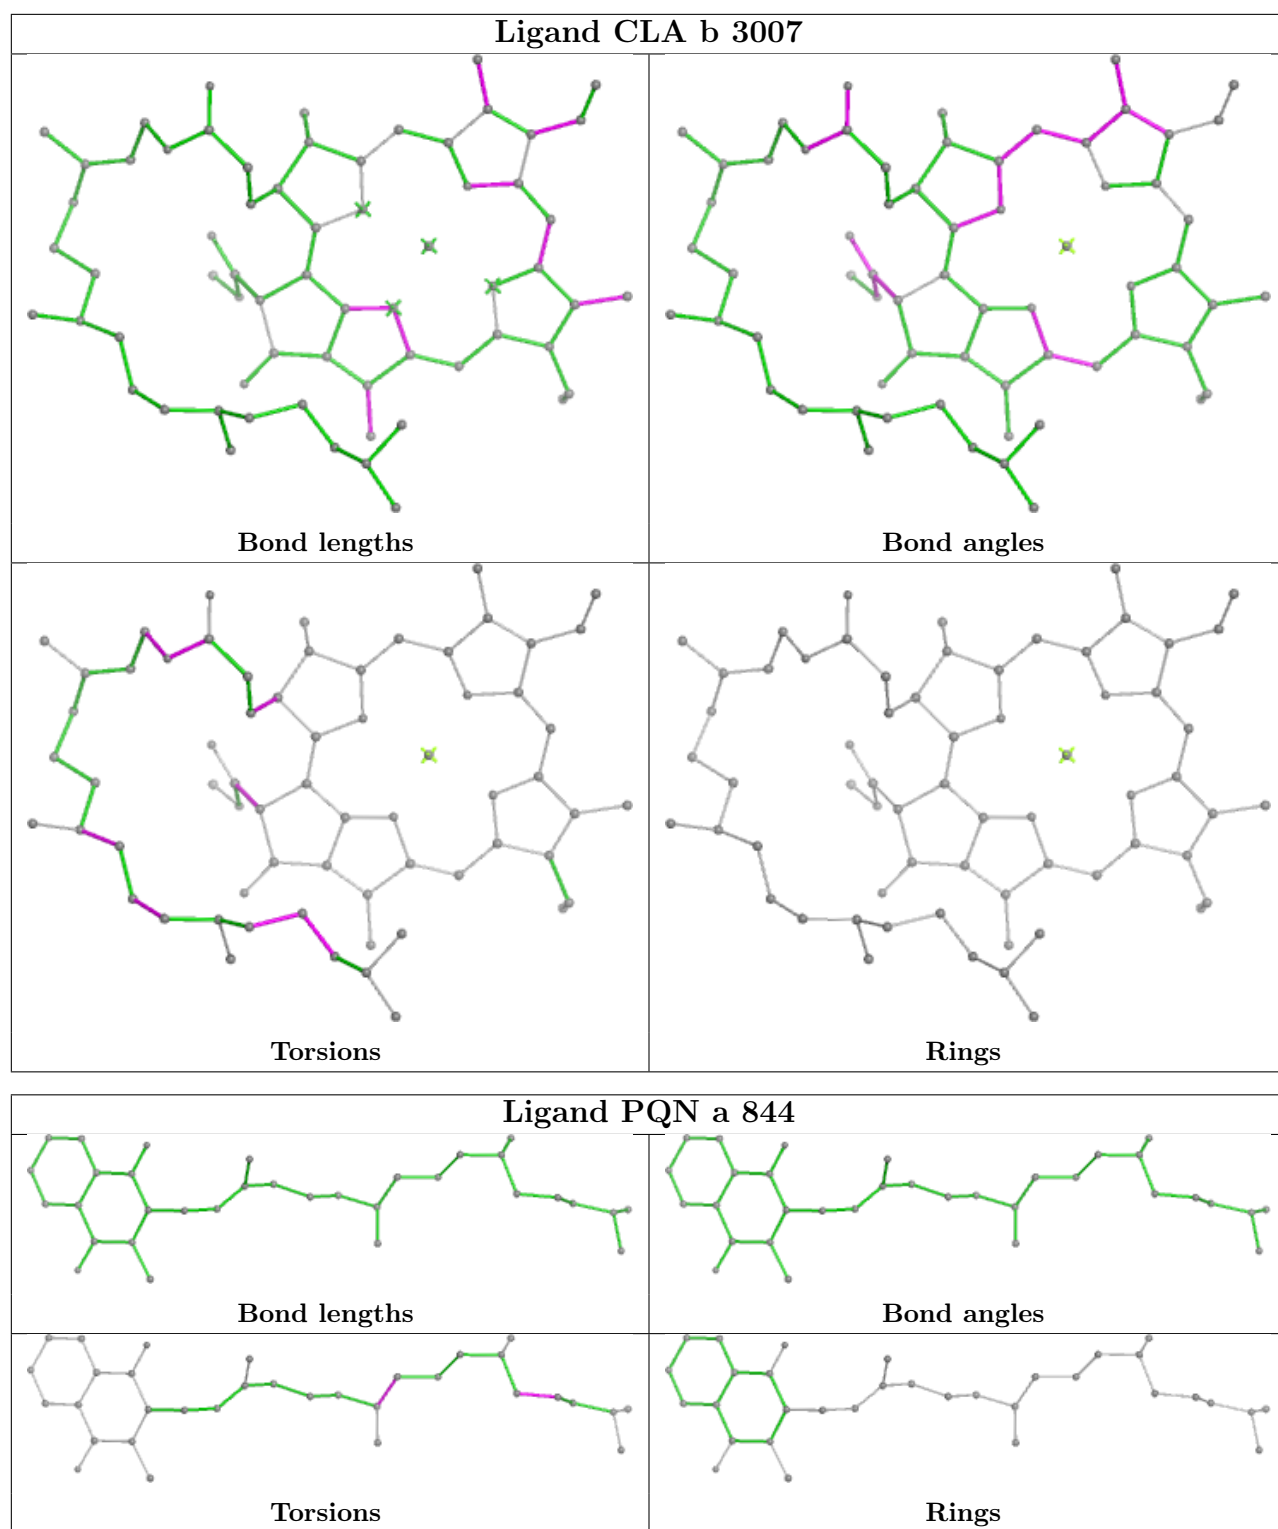 Ligand CLA b 3007
Bond lengths
Bond angles
Torsions
Rings
Ligand PQN a 844
Bond lengths
Bond angles
Torsions
Rings